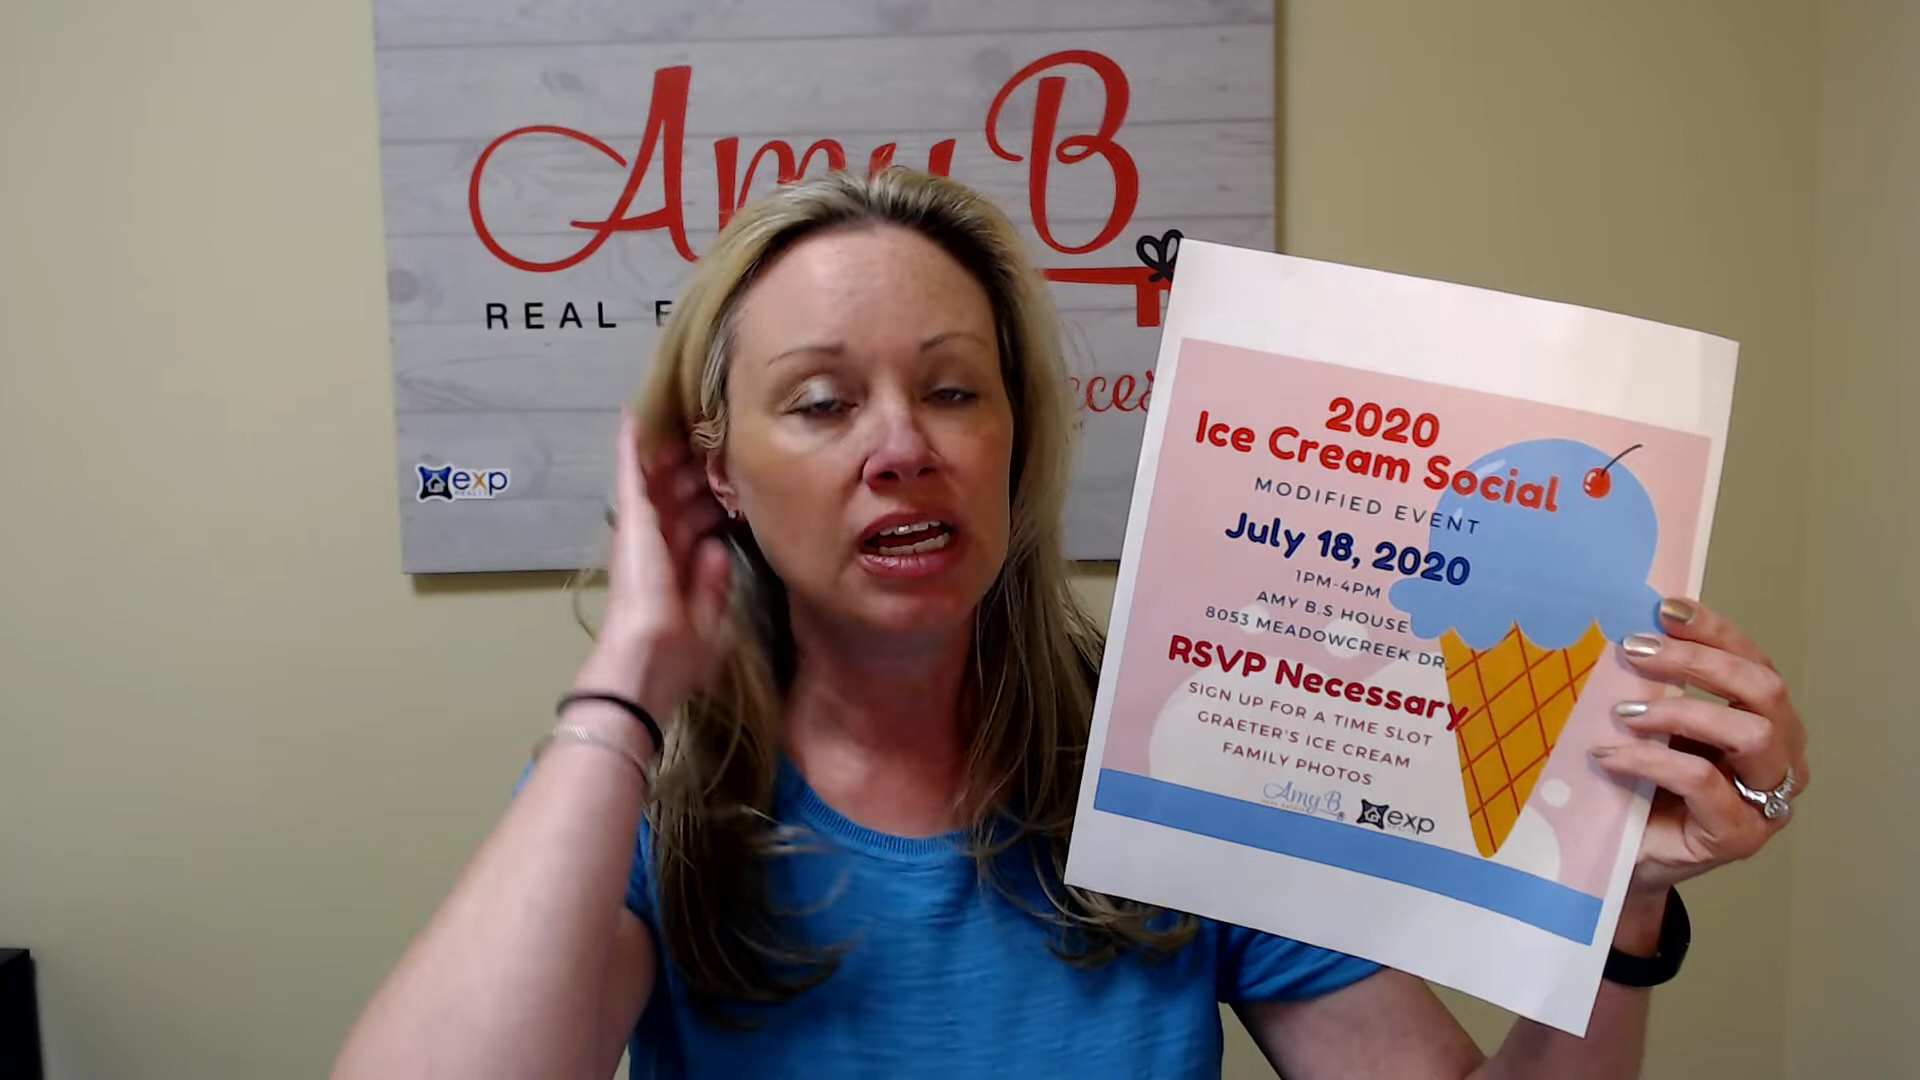 Amy B
REAL
exp
REALTY
2020
Ice Cream Social
MODIFIED EVENT
July 18, 2020
1PM-4PM
AMY B.S HOUSE
8053 MEADOWCREEK DR.
RSVP Necessary
SIGN UP FOR A TIME SLOT
GRAETER'S ICE CREAM
FAMILY PHOTOS
Amy B
exp